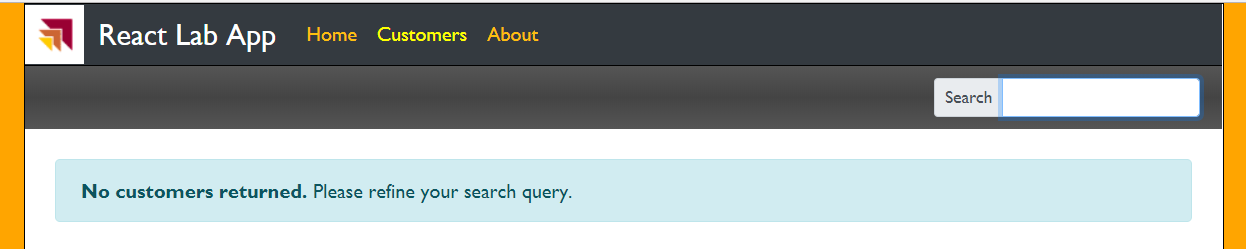 React Lab App Home Customers About
Search
No customers returned. Please refine your search query.